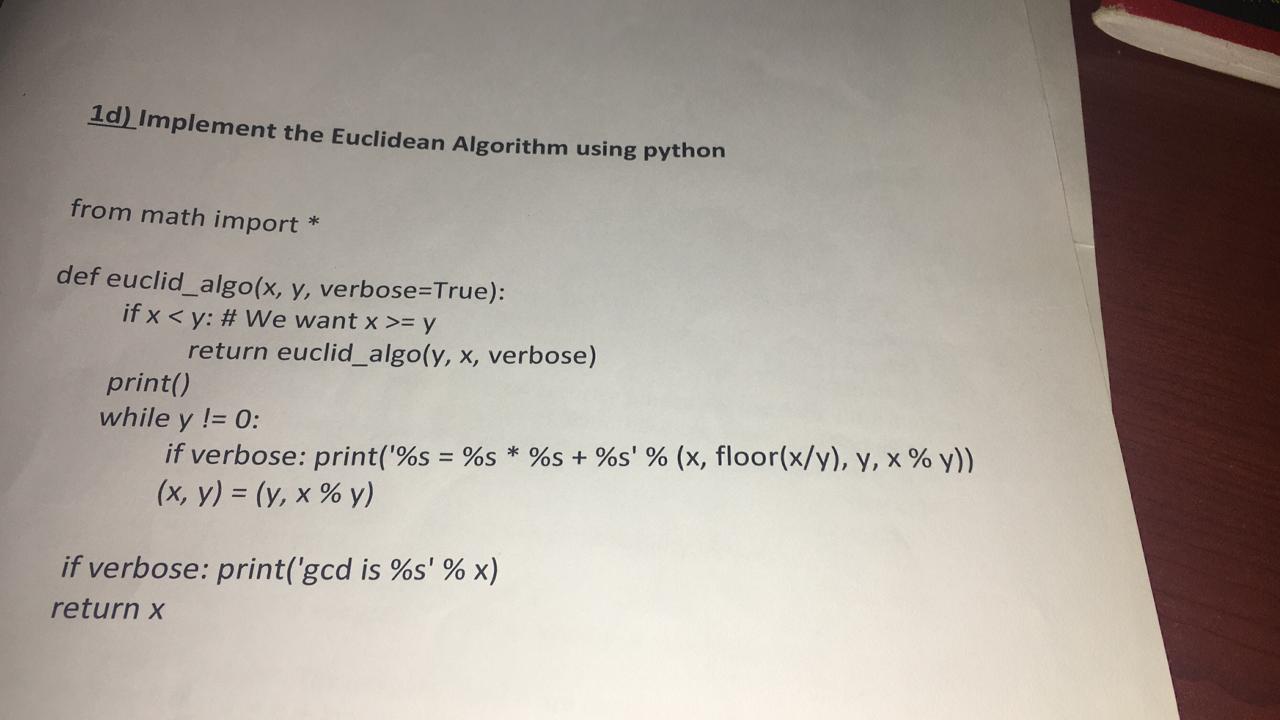 1d) Implement the Euclidean Algorithm using python
from math import *
def euclid_algo(x, y, verbose=True):
if x < y: # We want x >= y
return euclid_algo(y, x, verbose)
print()
while y != 0:
if verbose: print('%s = %s * %s + %s' % (x, floor(x/y), y, x % y))
(x, y) = (y, x % y)
if verbose: print('gcd is %s' % x)
return x